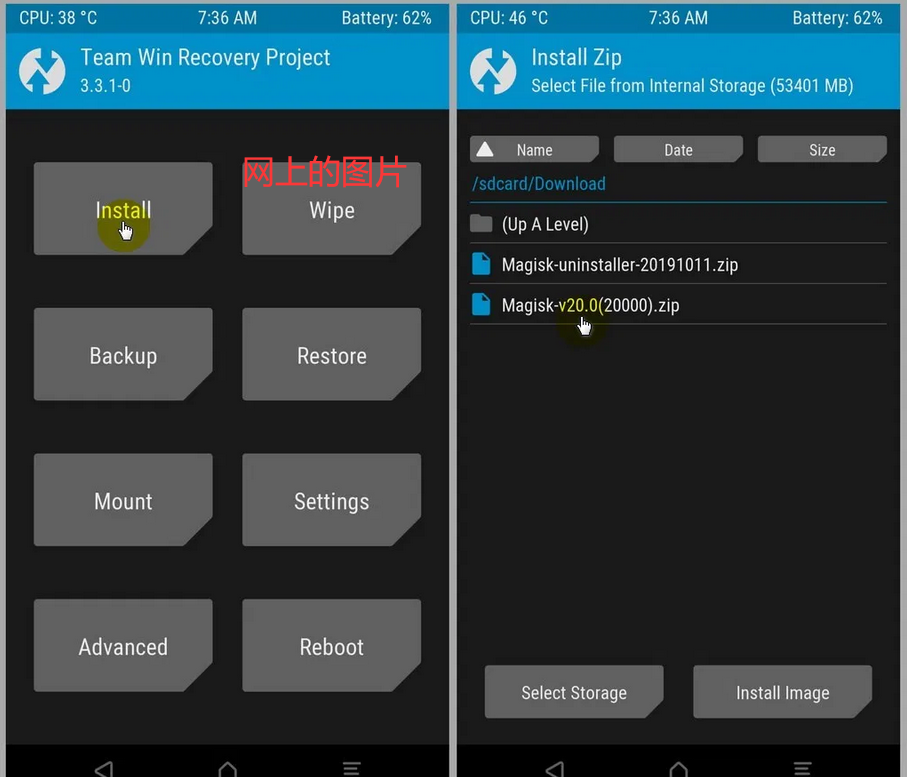 CPU: 38 °C 7:36 AM Battery: 62%
Team Win Recovery Project
3.3.1-0
网上的图片
Install
Wipe
Backup
Restore
Mount
Settings
Advanced
Reboot
CPU: 46 °C 7:36 AM Battery: 62%
Install Zip
Select File from Internal Storage (53401 MB)
Name Date Size
/sdcard/Download
(Up A Level)
Magisk-uninstaller-20191011.zip
Magisk-v20.0(20000).zip
Select Storage
Install Image